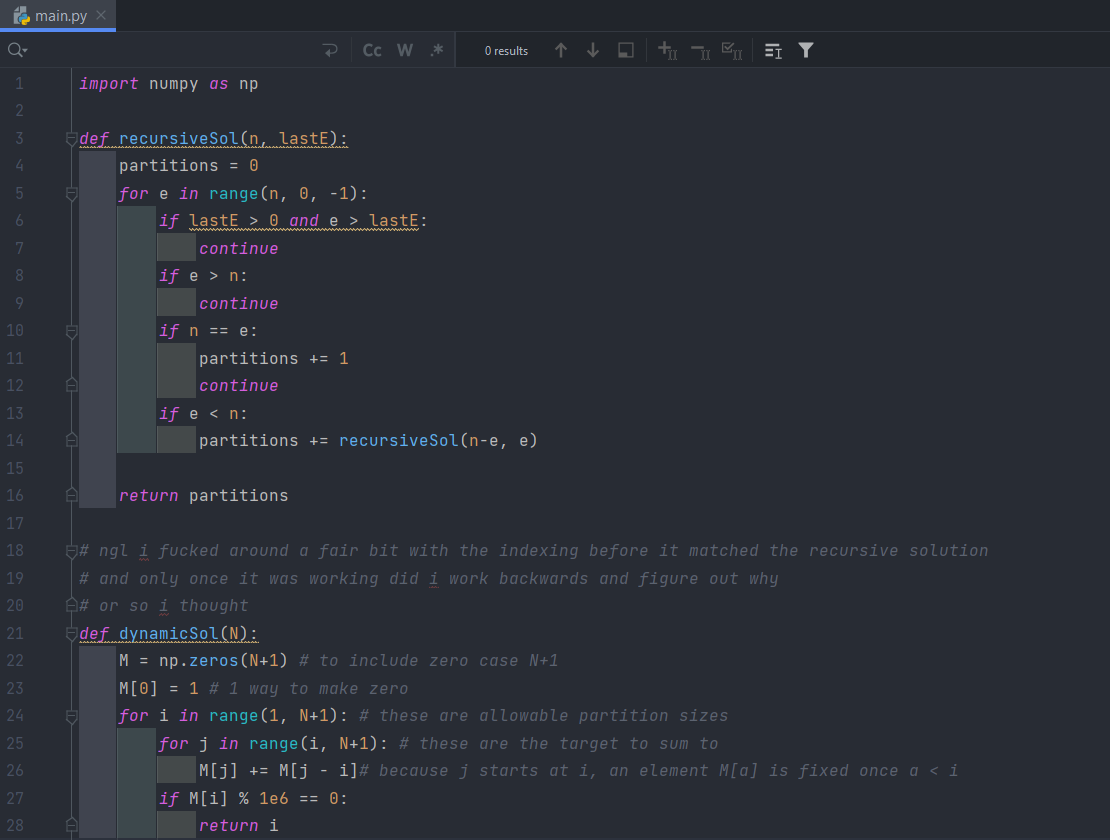 main.py
Cc W .* 0 results
1 import numpy as np
2
3 def recursiveSol(n, lastE):
4 partitions = 0
5 for e in range(n, 0, -1):
6 if lastE > 0 and e > lastE:
7 continue
8 if e > n:
9 continue
10 if n == e:
11 partitions += 1
12 continue
13 if e < n:
14 partitions += recursiveSol(n-e, e)
15
16 return partitions
17
18 # ngl i fucked around a fair bit with the indexing before it matched the recursive solution
19 # and only once it was working did i work backwards and figure out why
20 # or so i thought
21 def dynamicSol(N):
22 M = np.zeros(N+1) # to include zero case N+1
23 M[0] = 1 # 1 way to make zero
24 for i in range(1, N+1): # these are allowable partition sizes
25 for j in range(i, N+1): # these are the target to sum to
26 M[j] += M[j - i]# because j starts at i, an element M[a] is fixed once a < i
27 if M[i] % 1e6 == 0:
28 return i